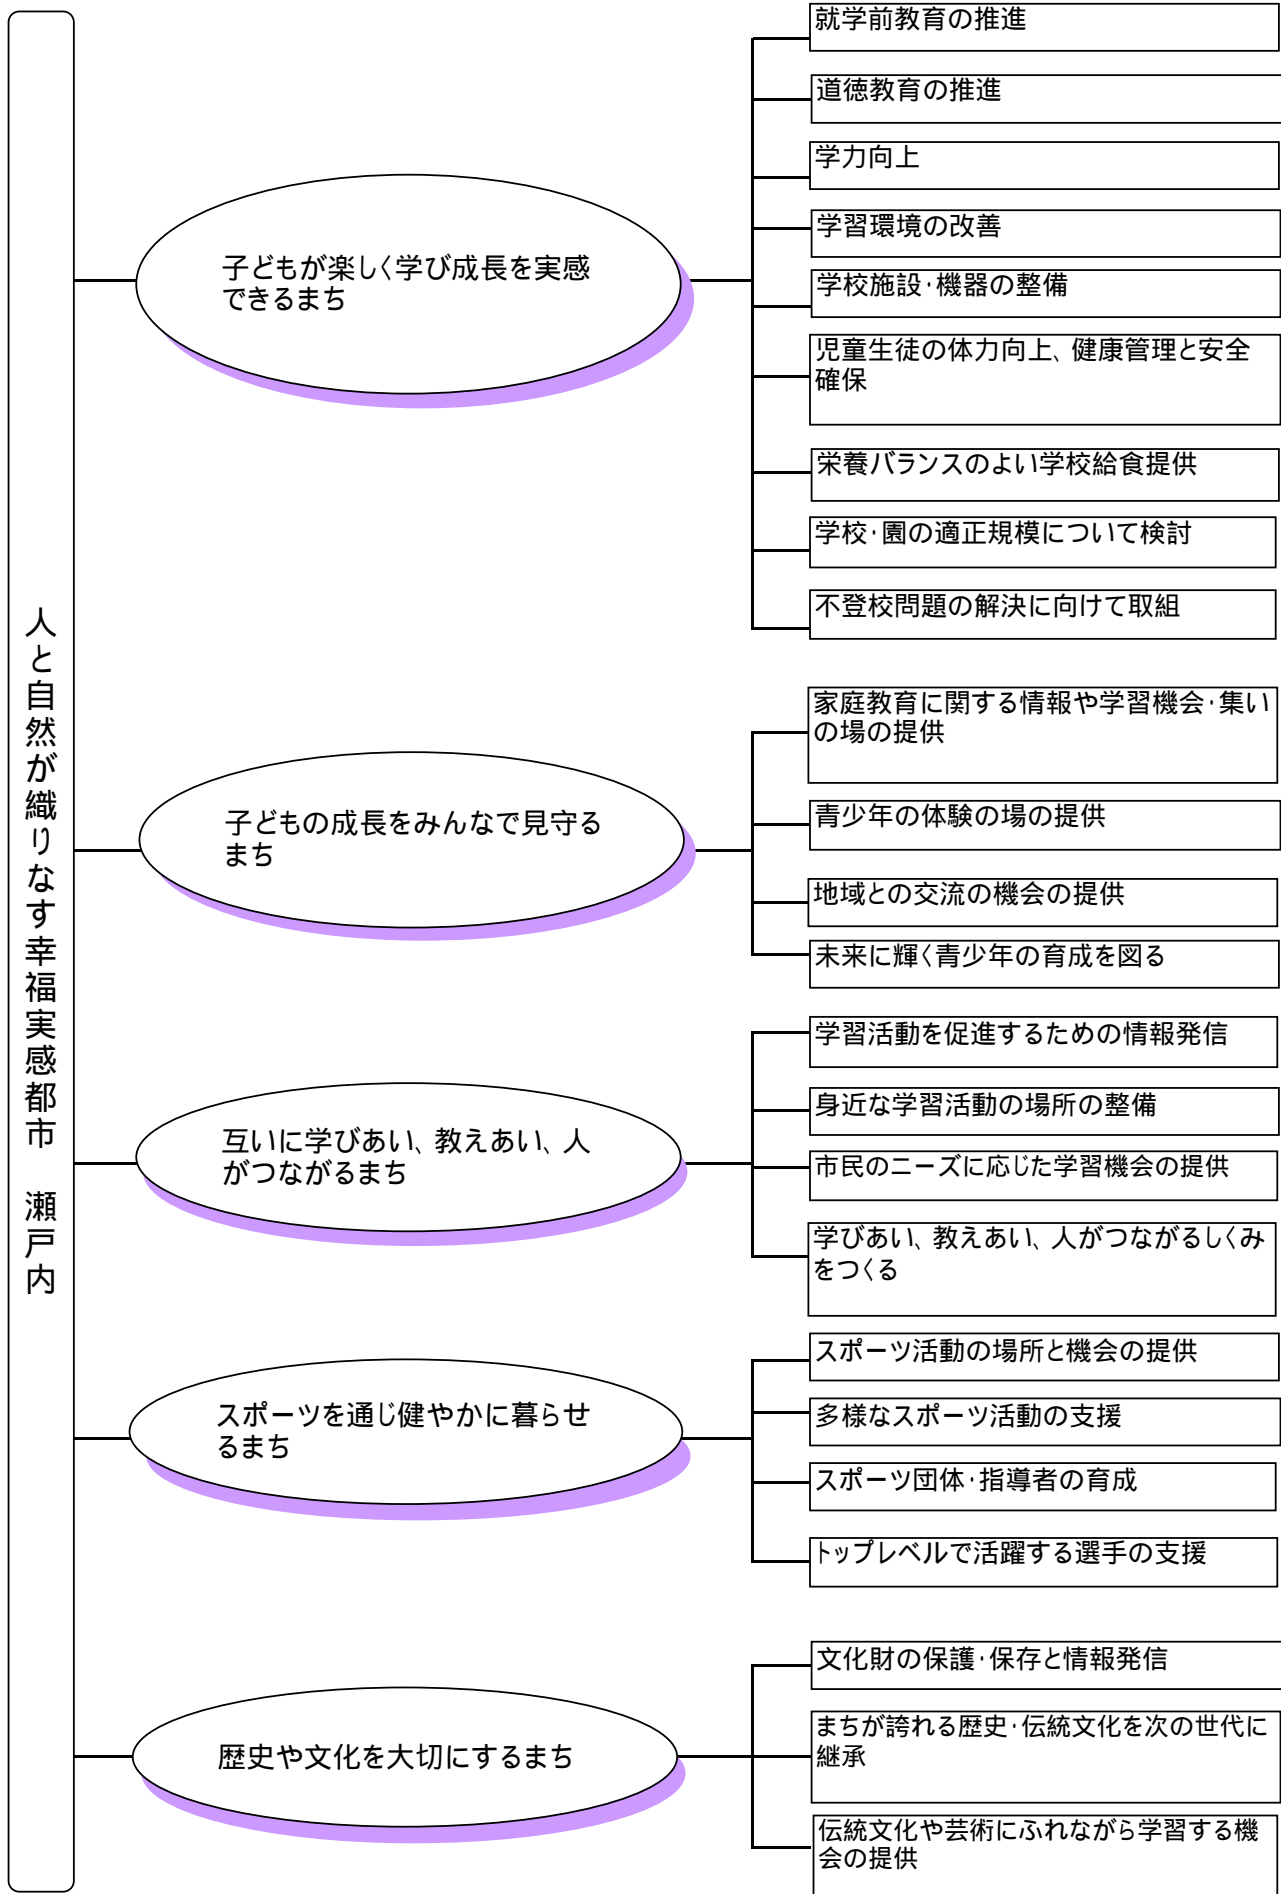 人と自然が織りなす幸福実感都市　瀬戸内
子どもが楽しく学び成長を実感
できるまち
就学前教育の推進
道徳教育の推進
学力向上
学習環境の改善
学校施設・機器の整備
児童生徒の体力向上、健康管理と安全
確保
栄養バランスのよい学校給食提供
学校・園の適正規模について検討
不登校問題の解決に向けて取組
子どもの成長をみんなで見守る
まち
家庭教育に関する情報や学習機会・集い
の場の提供
青少年の体験の場の提供
地域との交流の機会の提供
未来に輝く青少年の育成を図る
互いに学びあい、教えあい、人
がつながるまち
学習活動を促進するための情報発信
身近な学習活動の場所の整備
市民のニーズに応じた学習機会の提供
学びあい、教えあい、人がつながるしくみ
をつくる
スポーツを通じ健やかに暮らせ
るまち
スポーツ活動の場所と機会の提供
多様なスポーツ活動の支援
スポーツ団体・指導者の育成
トップレベルで活躍する選手の支援
歴史や文化を大切にするまち
文化財の保護・保存と情報発信
まちが誇れる歴史・伝統文化を次の世代に
継承
伝統文化や芸術にふれながら学習する機
会の提供